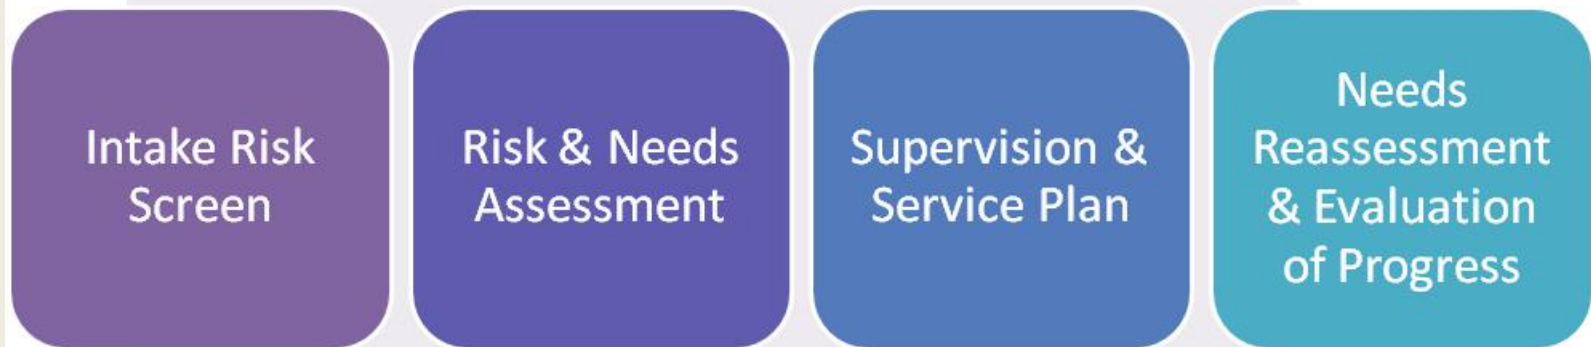 Intake Risk
Screen
Risk & Needs
Assessment
Supervision &
Service Plan
Needs
Reassessment
& Evaluation
of Progress